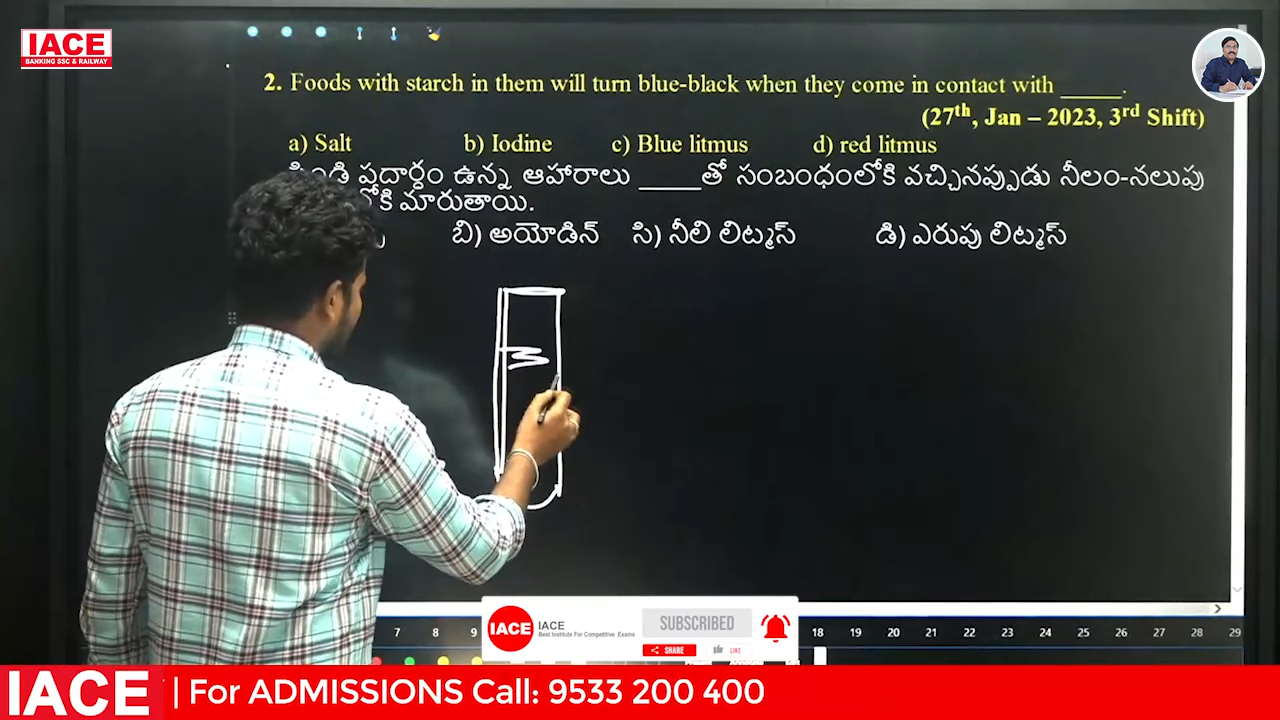 IACE
BANKING SSC & RAILWAY
2. Foods with starch in them will turn blue-black when they come in contact with _____.
(27th, Jan – 2023, 3rd Shift)
a) Salt b) Iodine c) Blue litmus d) red litmus
పిండి పదార్థం ఉన్న ఆహారాలు ____తో సంబంధంలోకి వచ్చినప్పుడు నీలం-నలుపు
లోకి మారుతాయి.
బి) అయోడిన్ సి) నీలి లిట్మస్ డి) ఎరుపు లిట్మస్
7 8 9 18 19 20 21 22 23 24 25 26 27 28 29
IACE IACE SUBSCRIBED
Best Institute For Competitive Exams
SHARE LIKE
IACE | For ADMISSIONS Call: 9533 200 400